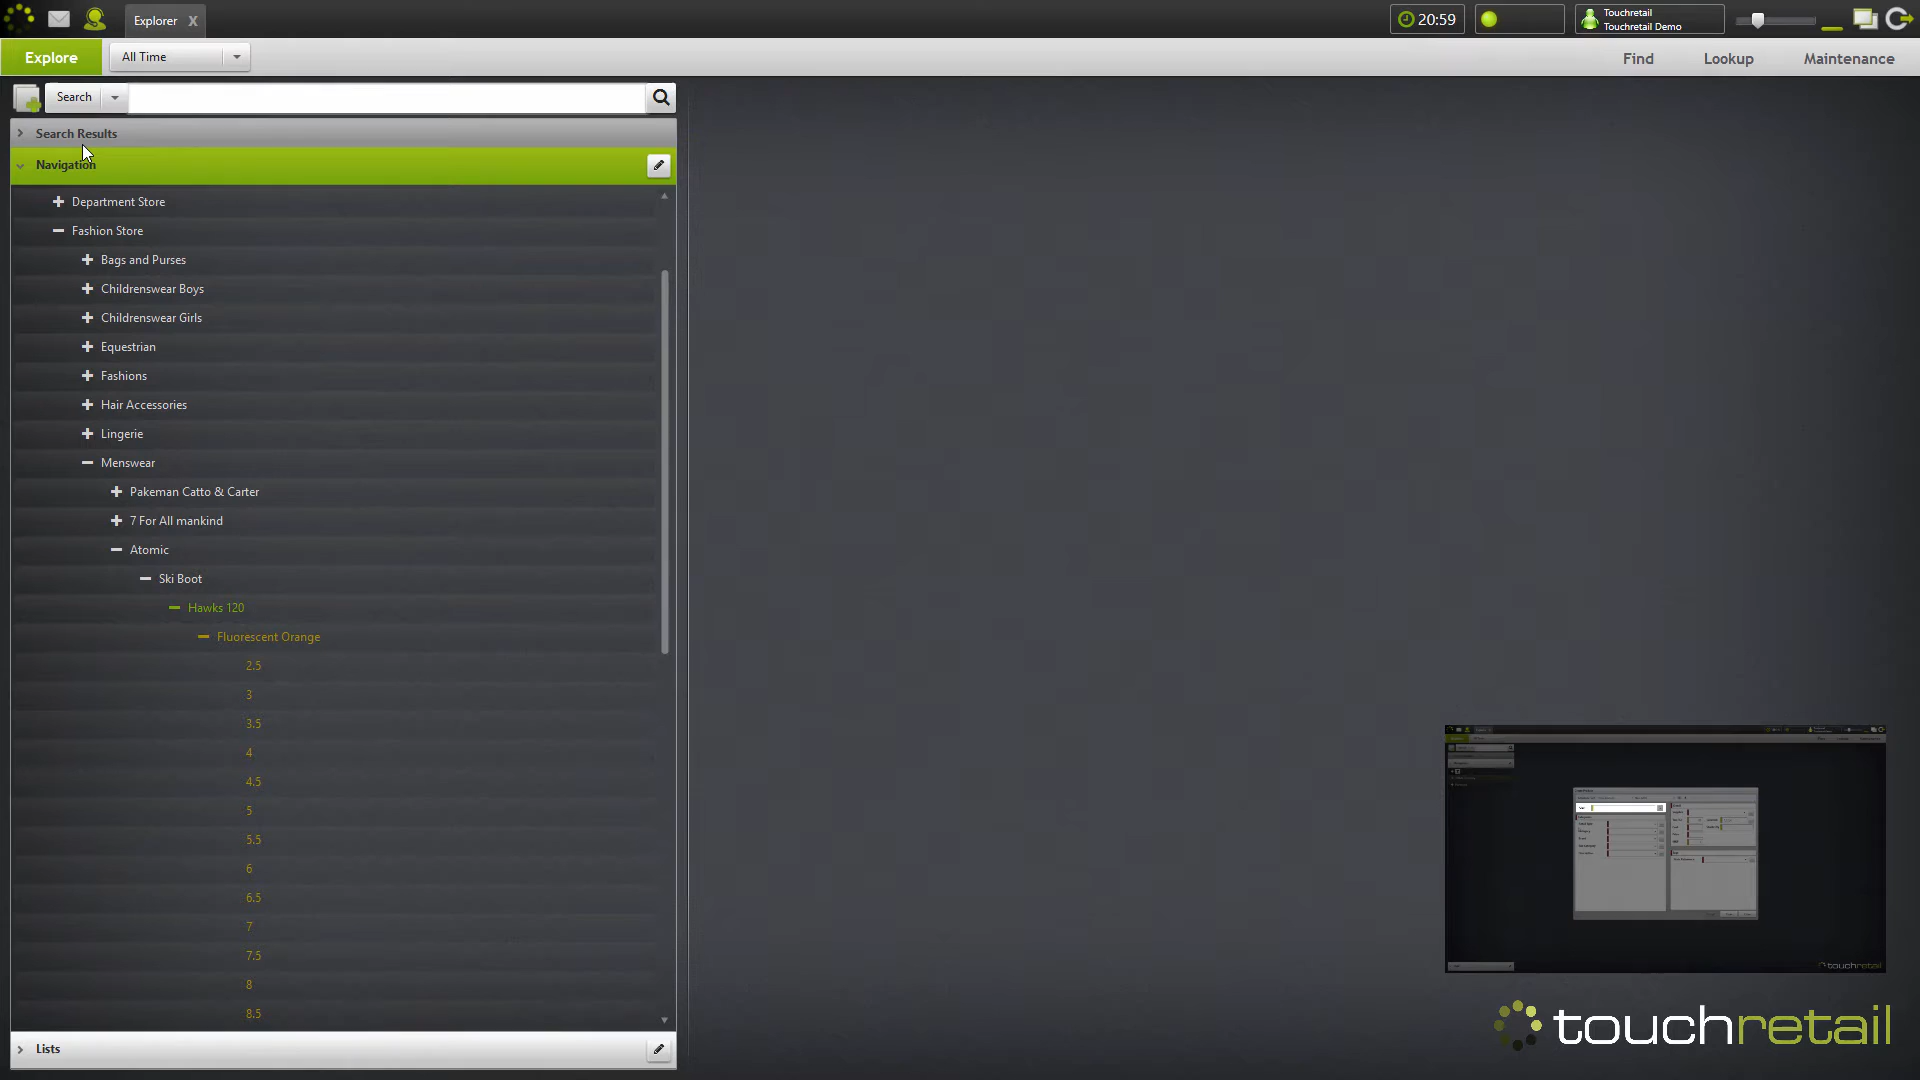 Explorer X
20:59
Touchretail
Touchretail Demo
Explore
All Time
Find
Lookup
Maintenance
Search
Search Results
Navigation
Department Store
Fashion Store
Bags and Purses
Childrenswear Boys
Childrenswear Girls
Equestrian
Fashions
Hair Accessories
Lingerie
Menswear
Pakeman Catto & Carter
7 For All mankind
Atomic
Ski Boot
Hawks 120
Fluorescent Orange
2.5
3
3.5
4
4.5
5
5.5
6
6.5
7
7.5
8
8.5
Lists
touchretail
touchretail